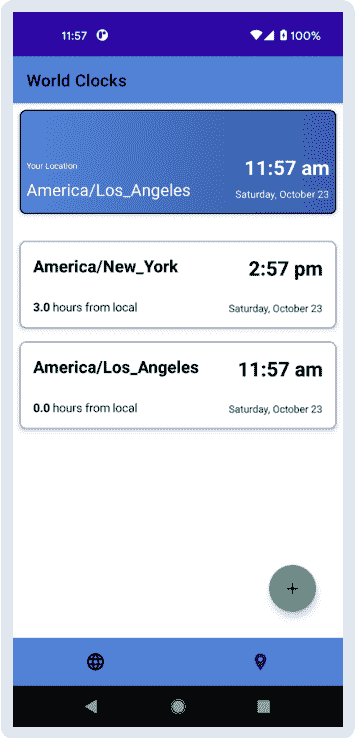 11:57 100%
World Clocks
Your Location
11:57 am
America/Los_Angeles
Saturday, October 23
America/New_York
2:57 pm
3.0 hours from local
Saturday, October 23
America/Los_Angeles
11:57 am
0.0 hours from local
Saturday, October 23
+